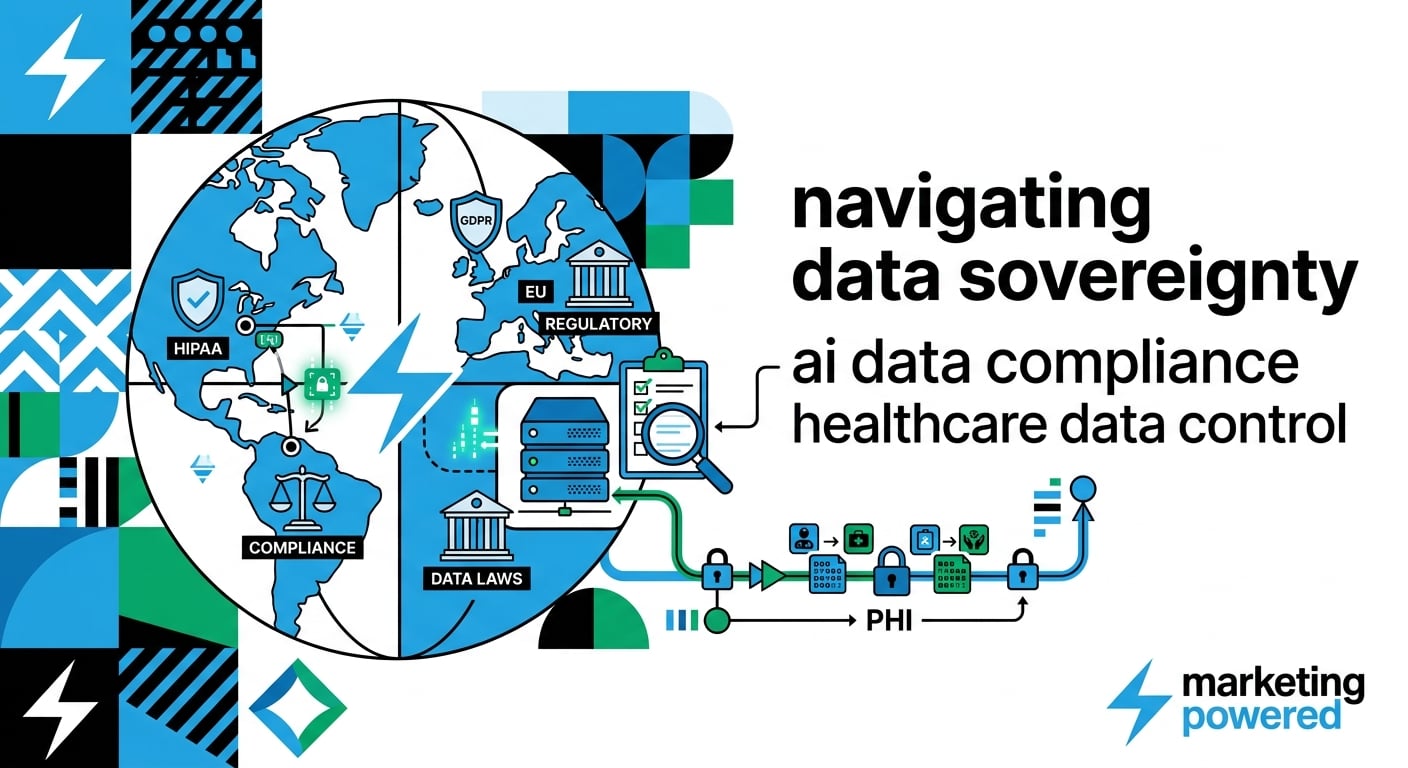 navigating
data sovereignty
ai data compliance
healthcare data control
GDPR
EU
REGULATORY
HIPAA
COMPLIANCE
DATA LAWS
PHI
marketing
powered